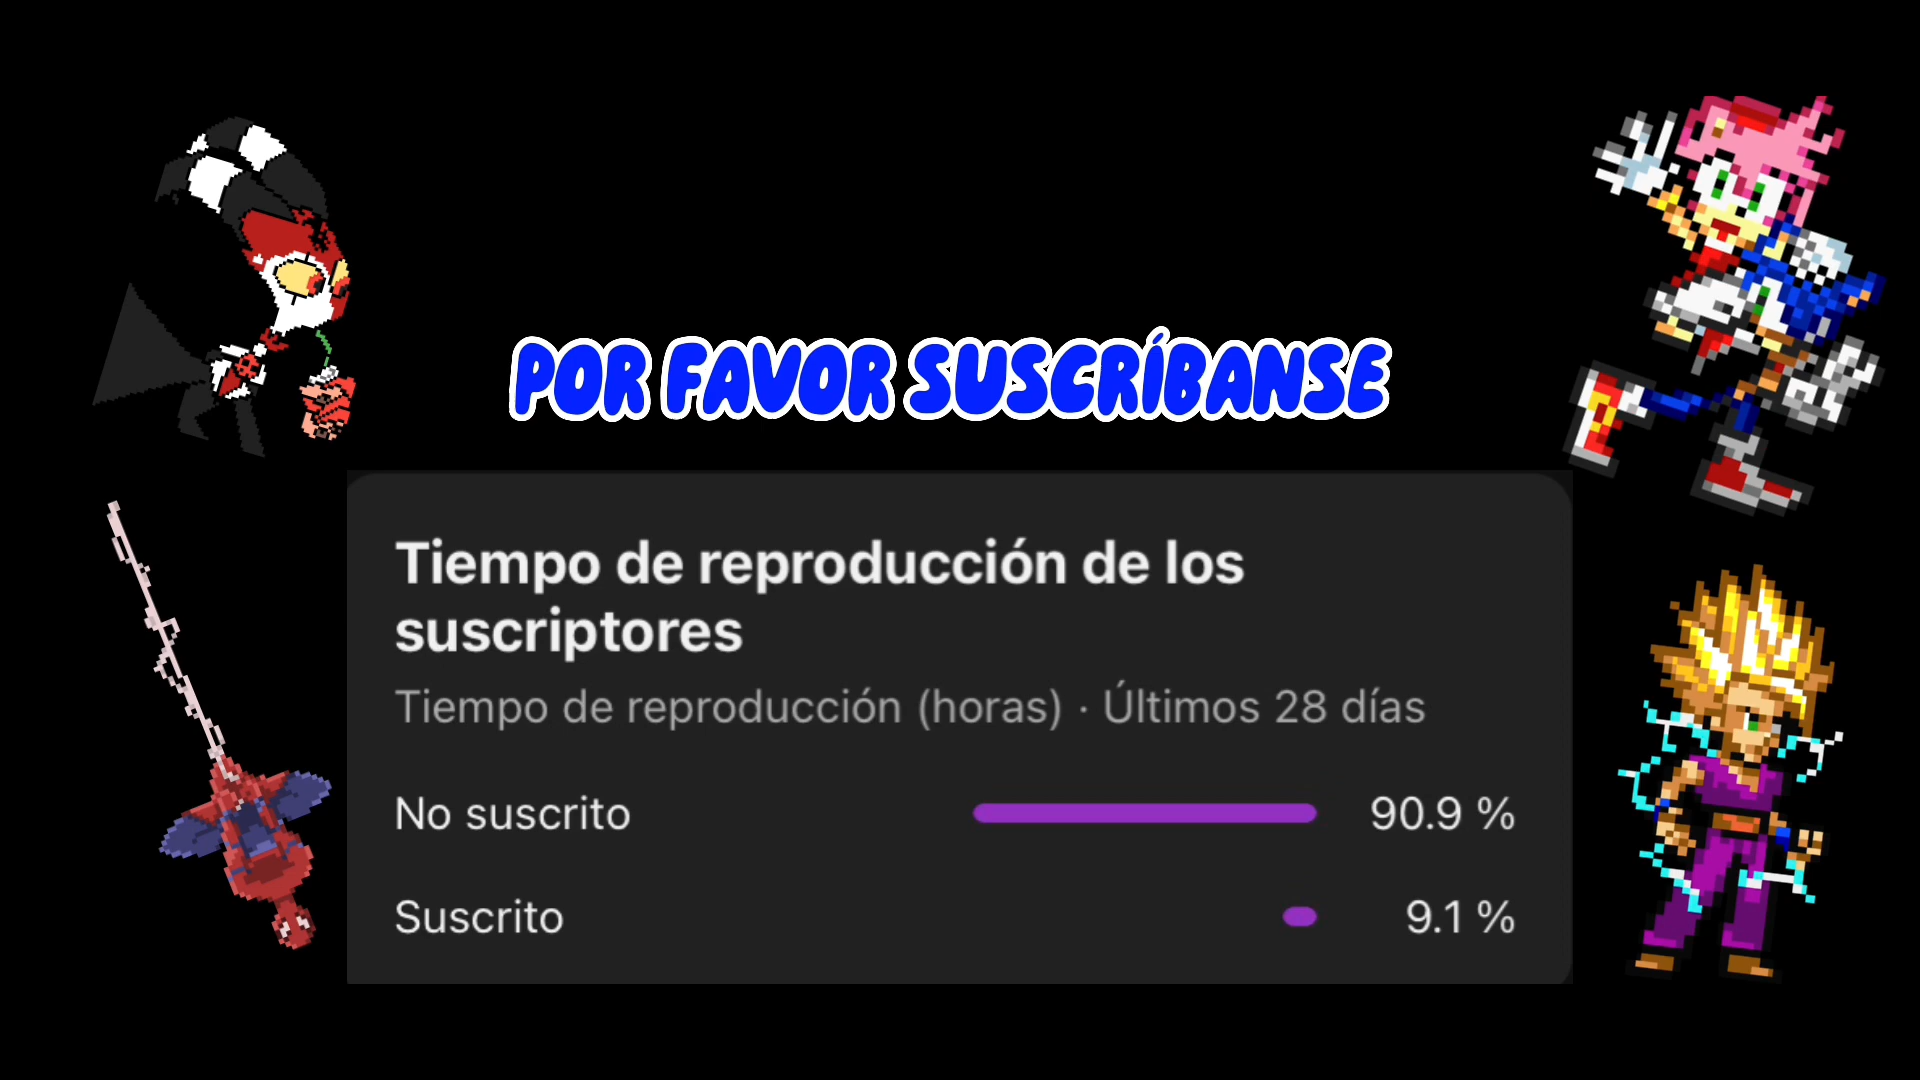 POR FAVOR SUSCRÍBANSE
Tiempo de reproducción de los
suscriptores
Tiempo de reproducción (horas) · Últimos 28 días
No suscrito 90.9 %
Suscrito 9.1 %